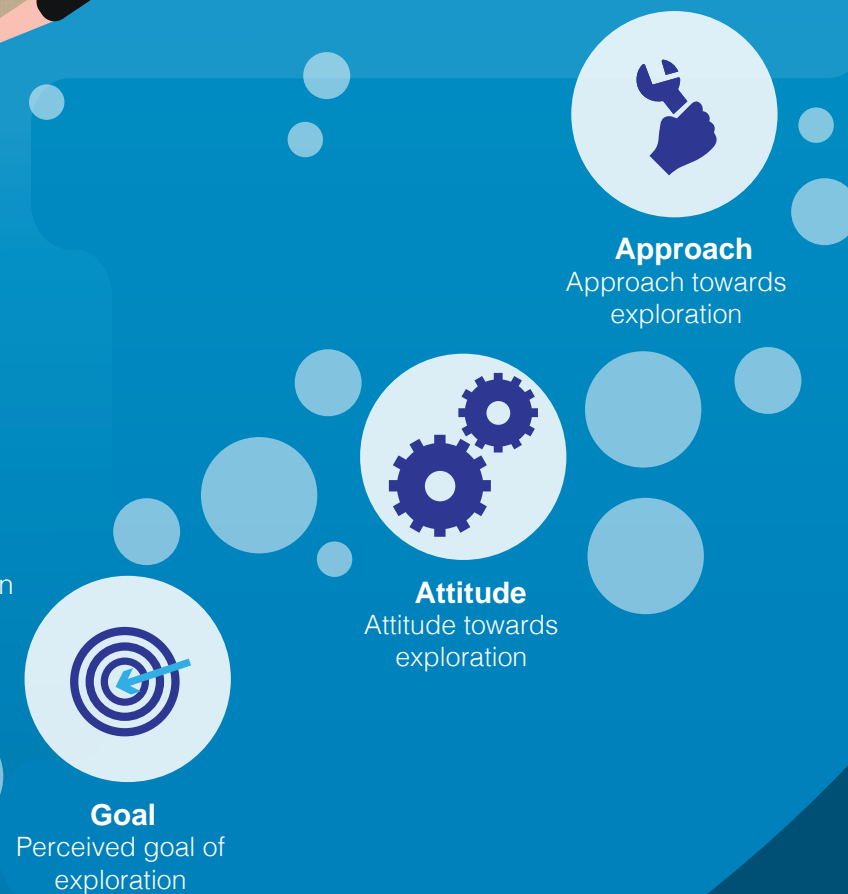 Approach
Approach towards
exploration
Attitude
Attitude towards
exploration
Goal
Perceived goal of
exploration